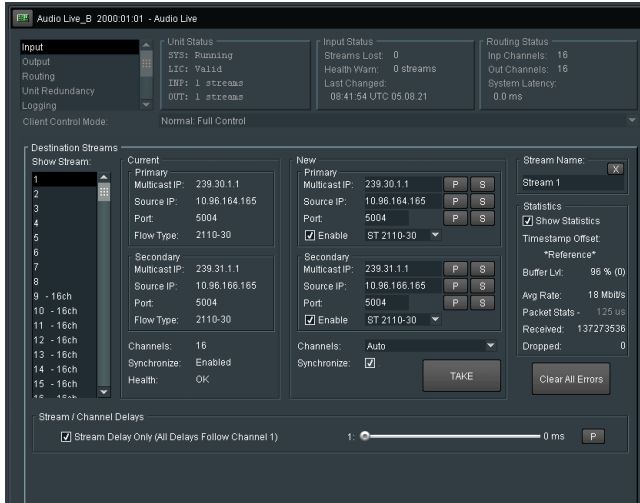 Audio Live_B 2000:01:01 - Audio Live
Input
Output
Routing
Unit Redundancy
Logging
Unit Status
SYS: Running
LIC: Valid
INP: 1 streams
OUT: 1 streams
Input Status
Streams Lost: 0
Health Warn: 0 streams
Last Changed:
08:41:54 UTC 05.08.21
Routing Status
Inp Channels: 16
Out Channels: 16
System Latency:
0.0 ms
Client Control Mode: Normal: Full Control
Destination Streams
Show Stream:
1
2
3
4
5
6
7
8
9 - 16ch
10 - 16ch
11 - 16ch
12 - 16ch
13 - 16ch
14 - 16ch
15 - 16ch
Current
Primary
Multicast IP: 239.30.1.1
Source IP: 10.96.164.165
Port: 5004
Flow Type: 2110-30
Secondary
Multicast IP: 239.31.1.1
Source IP: 10.96.166.165
Port: 5004
Flow Type: 2110-30
Channels: 16
Synchronize: Enabled
Health: OK
New
Primary
Multicast IP: 239.30.1.1 P S
Source IP: 10.96.164.165 P S
Port: 5004 P S
Enable ST 2110-30
Secondary
Multicast IP: 239.31.1.1 P S
Source IP: 10.96.166.165 P S
Port: 5004 P S
Enable ST 2110-30
Channels: Auto
Synchronize:
TAKE
Stream Name:
X
Stream 1
Statistics
Show Statistics
Timestamp Offset:
*Reference*
Buffer Lvl: 96 % (0)
Avg Rate: 18 Mbit/s
Packet Stats - 125 us
Received: 137273536
Dropped: 0
Clear All Errors
Stream / Channel Delays
Stream Delay Only (All Delays Follow Channel 1) 1: 0 ms P